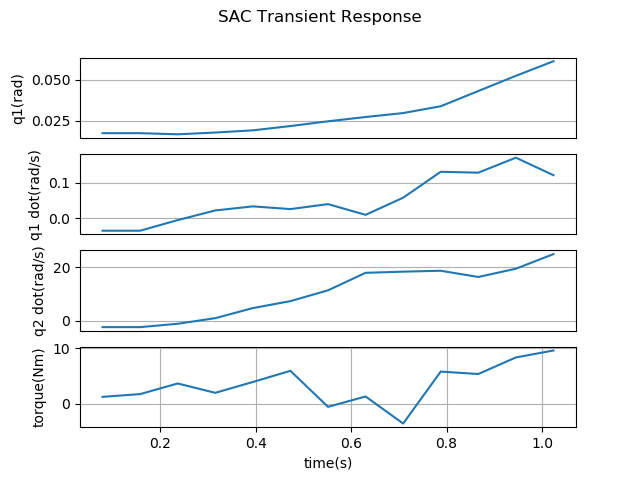 SAC Transient Response
q1(rad)
0.050
0.025
q1 dot(rad/s)
0.1
0.0
q2 dot(rad/s)
20
0
torque(Nm)
10
0
0.2 0.4 0.6 0.8 1.0
time(s)